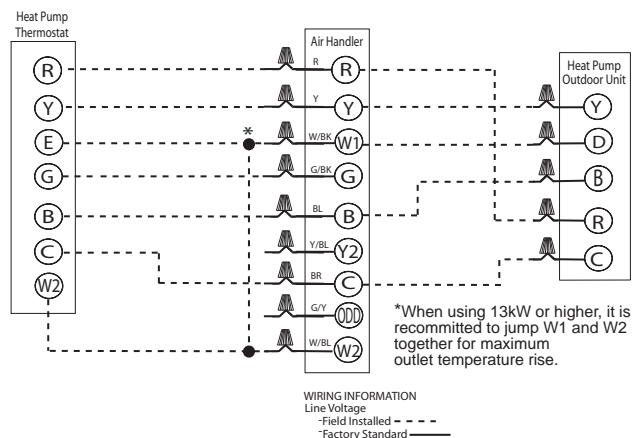 Heat Pump
Thermostat
R
Y
E
G
B
C
W2
*
Air Handler
R R
Y Y
W/BK W1
G/BK G
BL B
Y/BL Y2
BR C
G/Y ODD
W/BL W2
Heat Pump
Outdoor Unit
Y
D
B
R
C
*When using 13kW or higher, it is
recommitted to jump W1 and W2
together for maximum
outlet temperature rise.
WIRING INFORMATION
Line Voltage
-Field Installed
-Factory Standard